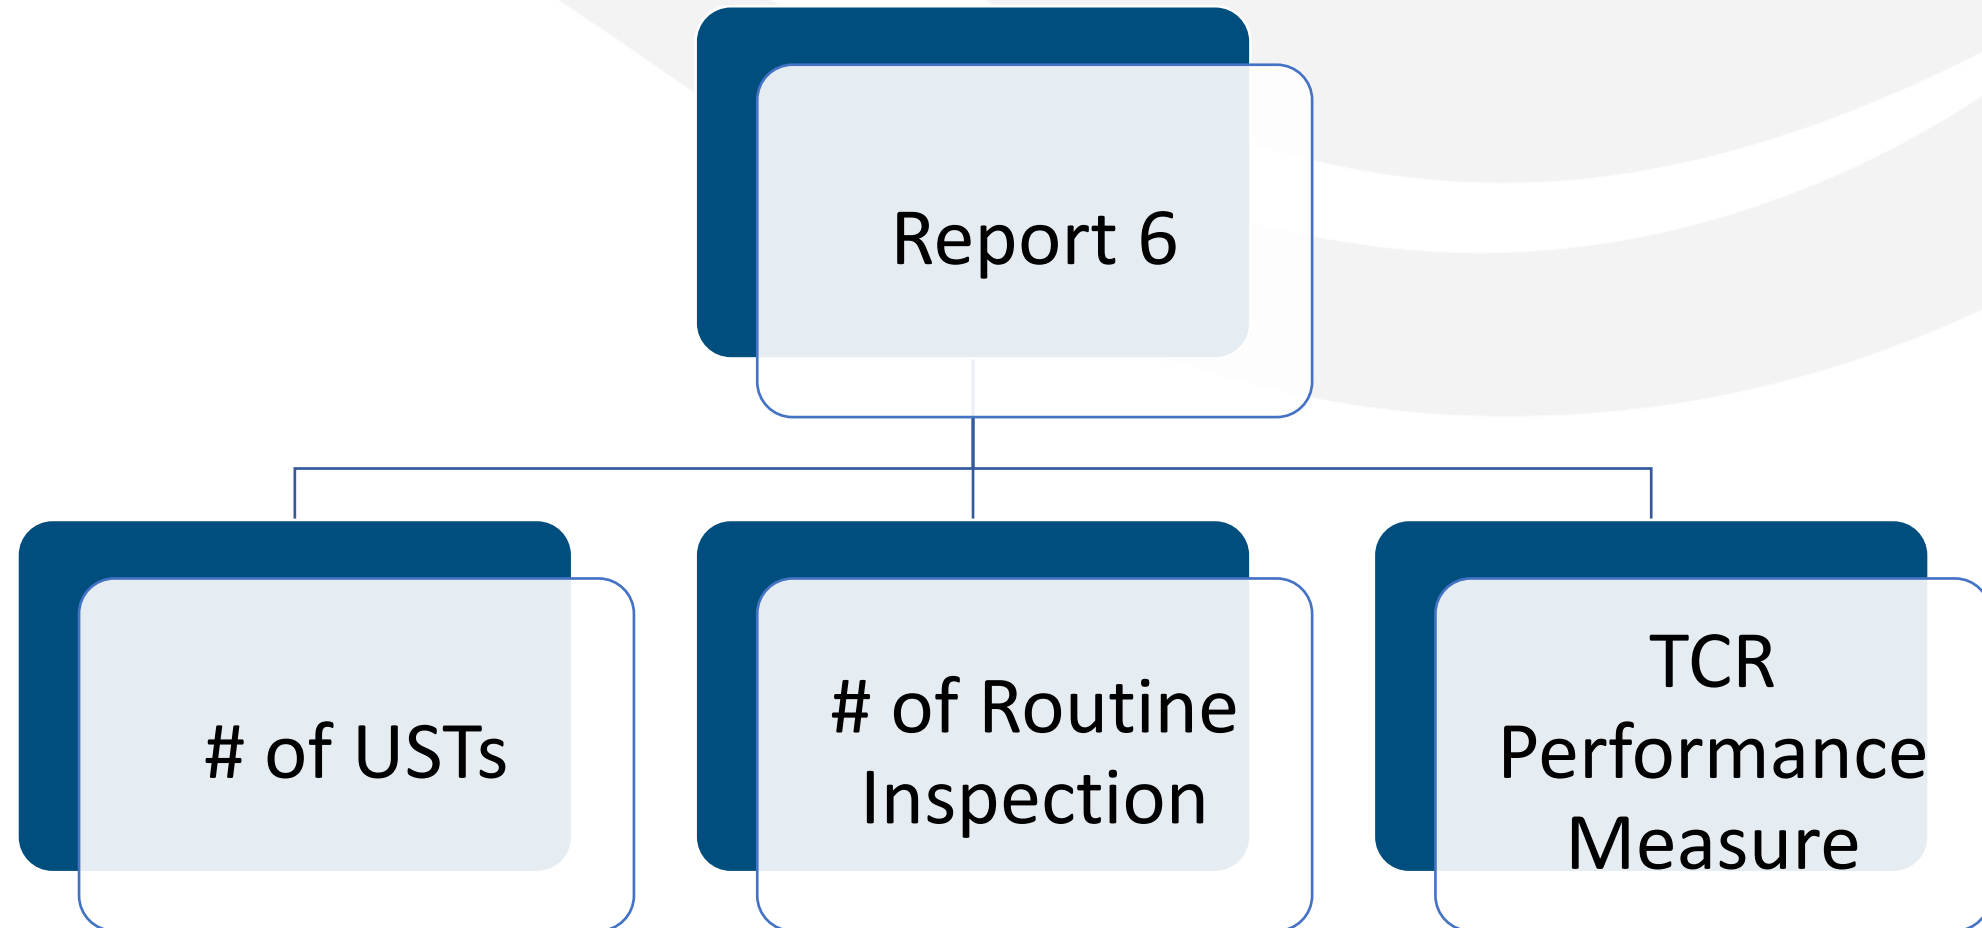 Report 6
# of USTs
# of Routine
Inspection
TCR
Performance
Measure